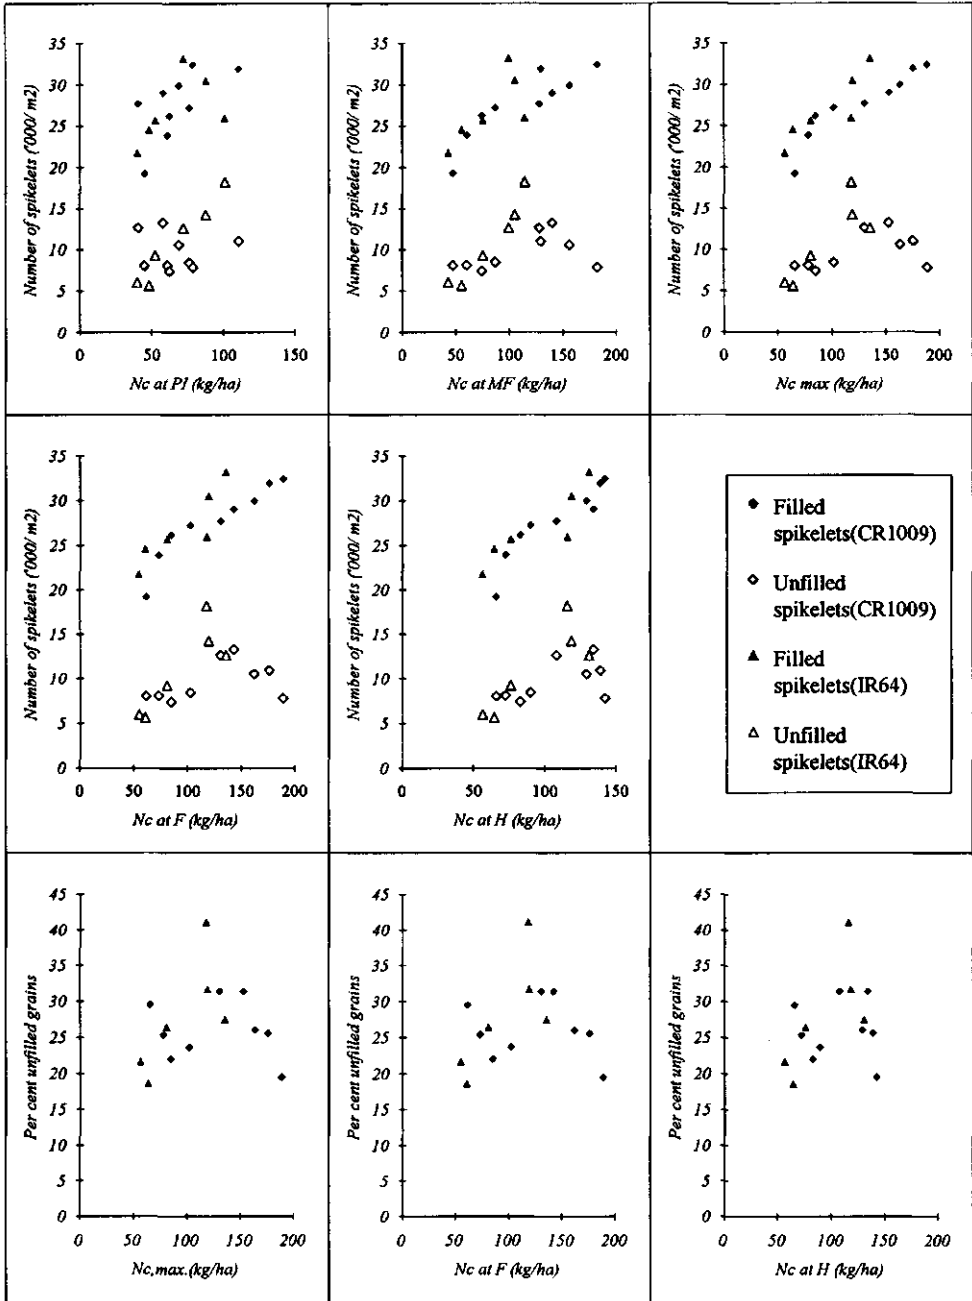 35
30
25
20
15
10
5
0
Number of spikelets ('000/ m2)
0 50 100 150
Nc at PI (kg/ha)
35
30
25
20
15
10
5
0
Number of spikelets ('000/ m2)
0 50 100 150 200
Nc at MF (kg/ha)
35
30
25
20
15
10
5
0
Number of spikelets ('000/ m2)
0 50 100 150 200
Nc max (kg/ha)
35
30
25
20
15
10
5
0
Number of spikelets ('000/ m2)
0 50 100 150 200
Nc at F (kg/ha)
35
30
25
20
15
10
5
0
Number of spikelets ('000/ m2)
0 50 100 150
Nc at H (kg/ha)
Filled
spikelets(CR1009)
Unfilled
spikelets(CR1009)
Filled
spikelets(IR64)
Unfilled
spikelets(IR64)
45
40
35
30
25
20
15
10
5
0
Per cent unfilled grains
0 50 100 150 200
Nc,max.(kg/ha)
45
40
35
30
25
20
15
10
5
0
Per cent unfilled grains
0 50 100 150 200
Nc at F (kg/ha)
45
40
35
30
25
20
15
10
5
0
Per cent unfilled grains
0 50 100 150 200
Nc at H (kg/ha)